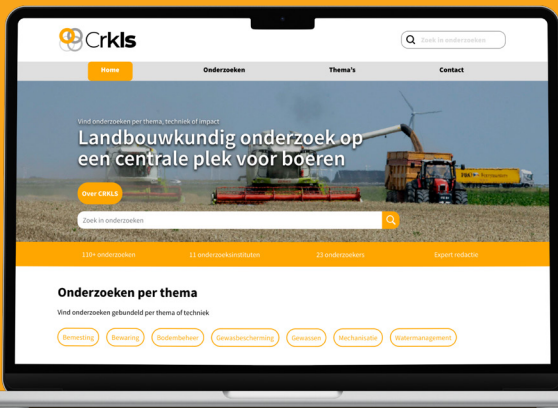 Crkls
Zoek in onderzoeken
Home
Onderzoeken
Thema's
Contact
Vind onderzoeken per thema, techniek of impact
Landbouwkundig onderzoek op
een centrale plek voor boeren
Over CRKLS
Zoek in onderzoeken
110+ onderzoeken
11 onderzoeksinstituten
23 onderzoekers
Expert redactie
Onderzoeken per thema
Vind onderzoeken gebundeld per thema of techniek
Bemesting
Bewaring
Bodembeheer
Gewasbescherming
Gewassen
Mechanisatie
Watermanagement